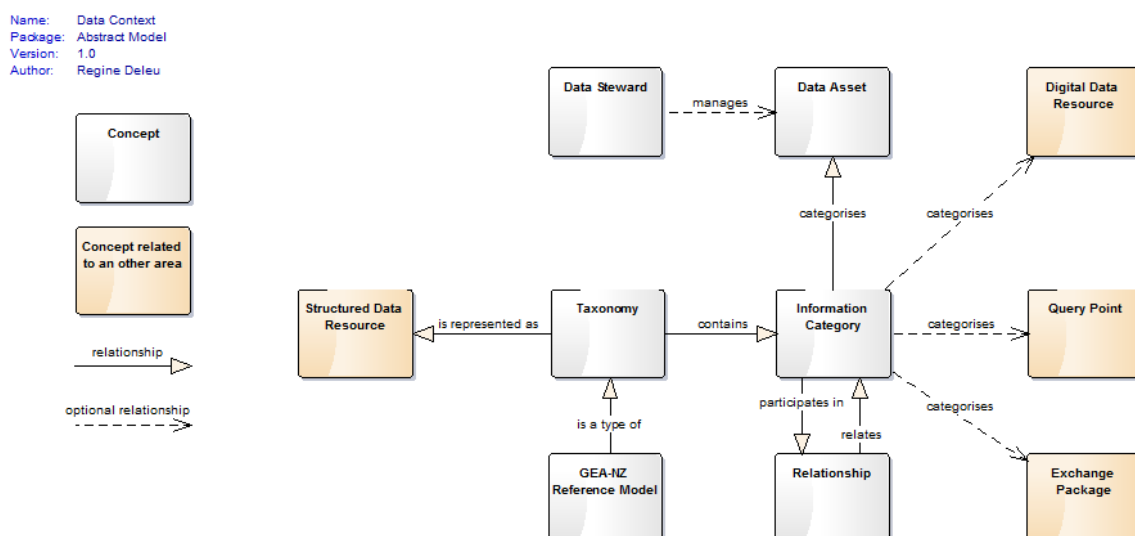 Name: Data Context
Package: Abstract Model
Version: 1.0
Author: Regine Deleu
Concept
Concept related
to an other area
relationship
optional relationship
Data Steward
manages
Data Asset
Digital Data
Resource
categorises
categorises
Structured Data
Resource
is represented as
Taxonomy
contains
Information
Category
categorises
Query Point
is a type of
participates in
relates
categorises
GEA-NZ
Reference Model
Relationship
Exchange
Package